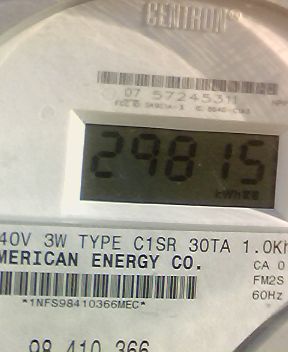 CENTRON®
07 57245311
29815
kWh
40V 3W TYPE C1SR 30TA 1.0Kh
MERICAN ENERGY CO.
CA 0
FM2S
60Hz
*1NFS98410366MEC*
98 410 366